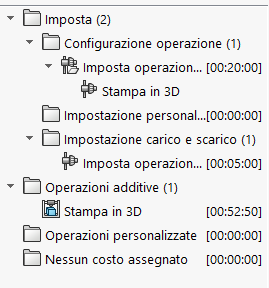 Imposta (2)
Configurazione operazione (1)
Imposta operazion... [00:20:00]
Stampa in 3D
Impostazione personal... [00:00:00]
Impostazione carico e scarico (1)
Imposta operazion... [00:05:00]
Operazioni additive (1)
Stampa in 3D [00:52:50]
Operazioni personalizzate [00:00:00]
Nessun costo assegnato [00:00:00]